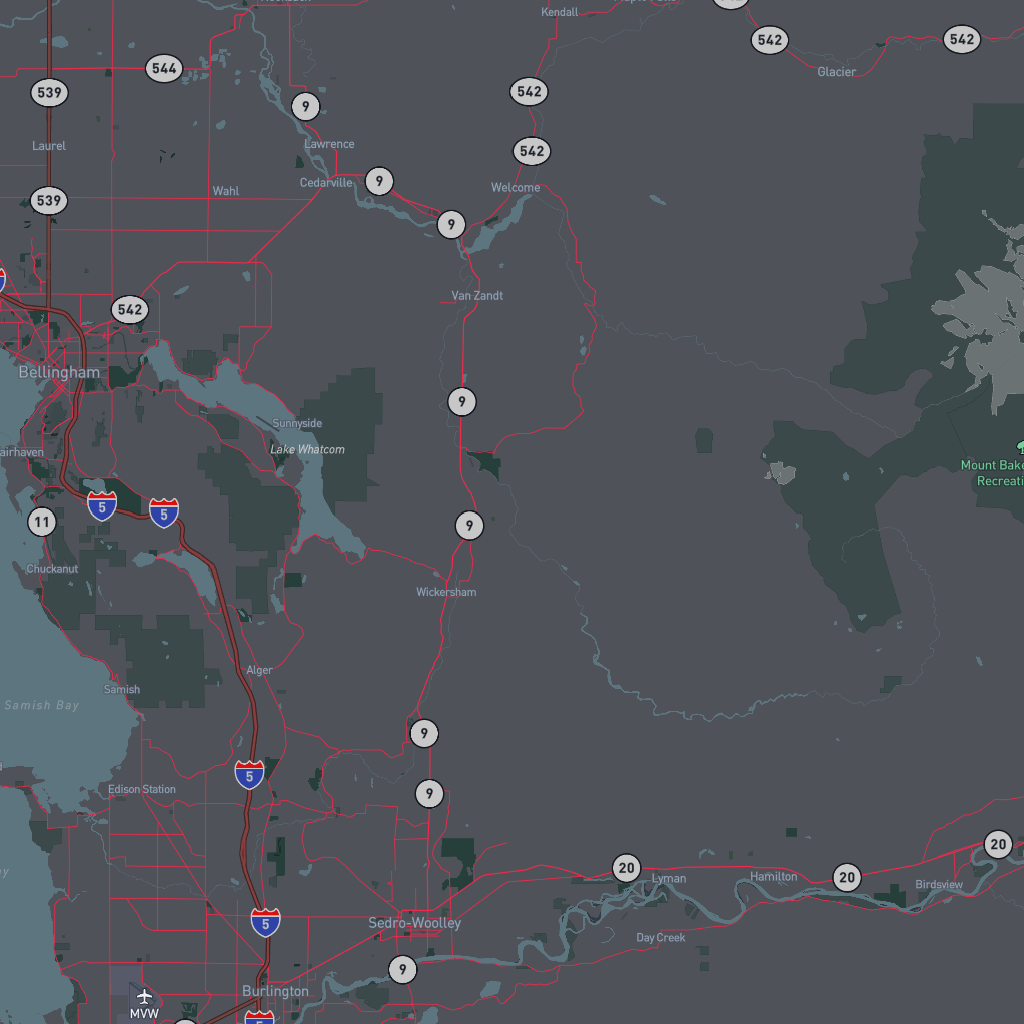 Kendall
542
542
Glacier
544
539
542
9
Laurel
Lawrence
542
Cedarville
9
Welcome
Wahl
539
9
Van Zandt
542
Bellingham
9
Sunnyside
Lake Whatcom
airhaven
Mount Bake
Recreati
5
5
11
9
Chuckanut
Wickersham
Alger
Samish
Samish Bay
9
5
Edison Station
9
20
20
20
Lyman
Hamilton
Birdsview
5
Sedro-Woolley
Day Creek
9
Burlington
MVW
5